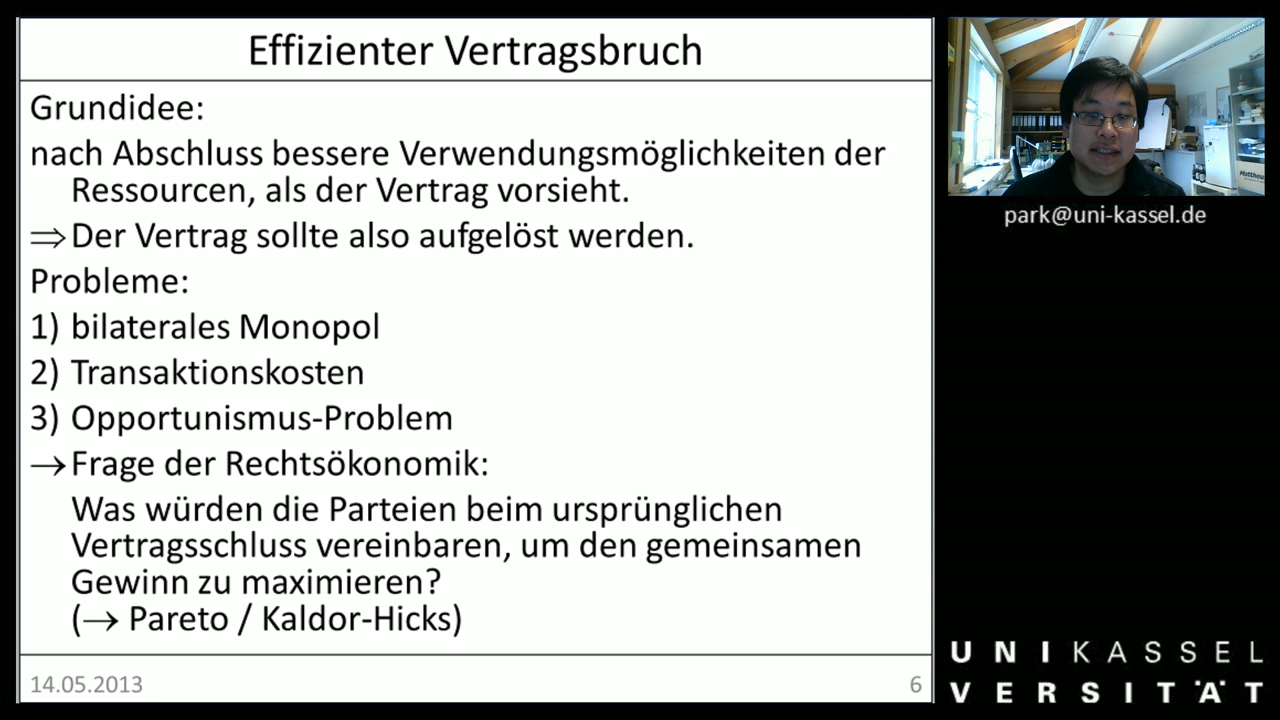 Effizienter Vertragsbruch
Grundidee:
nach Abschluss bessere Verwendungsmöglichkeiten der
Ressourcen, als der Vertrag vorsieht.
⇒ Der Vertrag sollte also aufgelöst werden.
Probleme:
1) bilaterales Monopol
2) Transaktionskosten
3) Opportunismus-Problem
→ Frage der Rechtsökonomik:
Was würden die Parteien beim ursprünglichen
Vertragsschluss vereinbaren, um den gemeinsamen
Gewinn zu maximieren?
(→ Pareto / Kaldor-Hicks)
14.05.2013
6
park@uni-kassel.de
UNIKASSEL
VERSITÄT